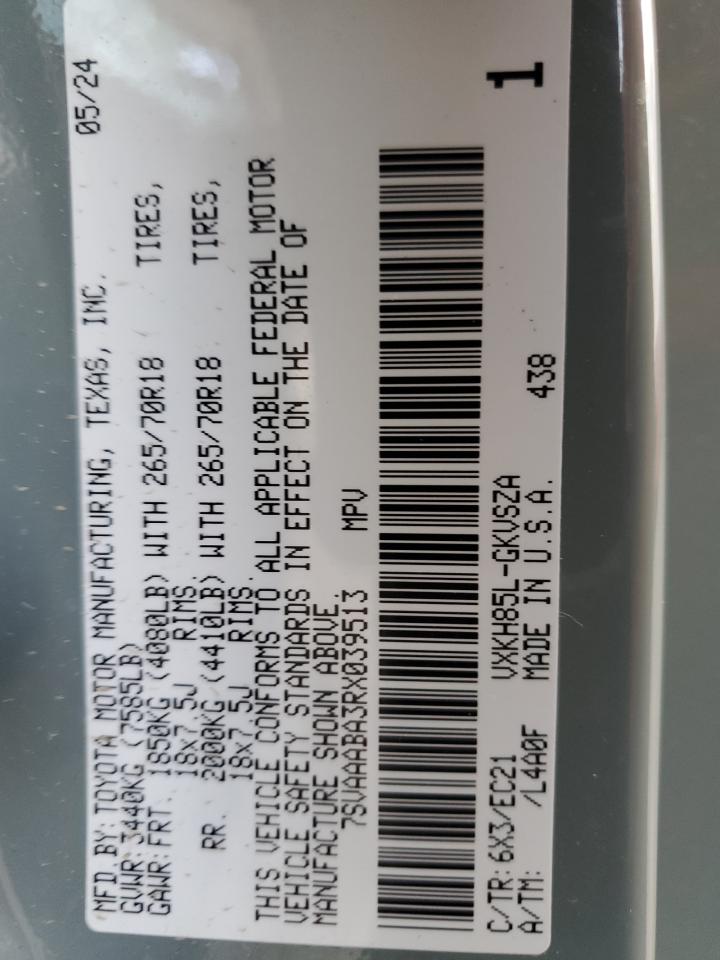 MFD.BY: TOYOTA MOTOR MANUFACTURING, TEXAS, INC. 05/24
GVWR: 3440KG (7585LB)
GAWR: FRT. 1850KG (4080LB) WITH 265/70R18 TIRES,
18x7.5J RIMS.
RR. 2000KG (4410LB) WITH 265/70R18 TIRES,
18x7.5J RIMS.
THIS VEHICLE CONFORMS TO ALL APPLICABLE FEDERAL MOTOR
VEHICLE SAFETY STANDARDS IN EFFECT ON THE DATE OF
MANUFACTURE SHOWN ABOVE.
7SVAAABA3RX039513 MPV
C/TR: 6X3/EC21 VXKH85L-GKVSZA 1
A/TM: /L4A0F MADE IN U.S.A. 438